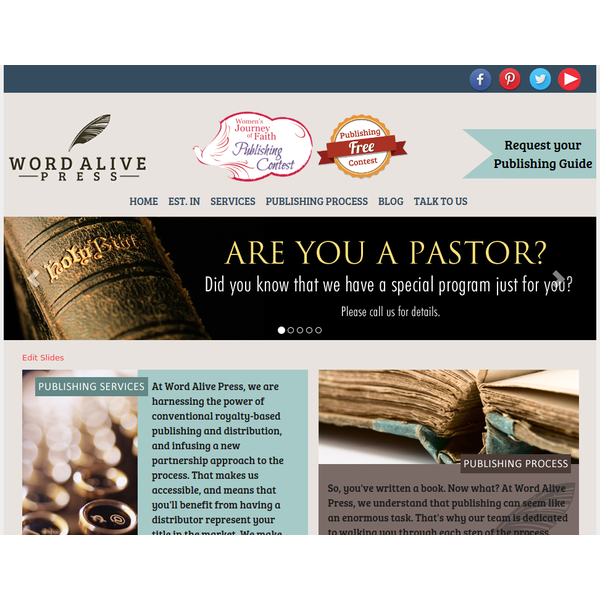 WORD ALIVE
PRESS
Women's
Journey
of Faith
Publishing
Contest
Publishing
Free
Contest
Request your
Publishing Guide
HOME EST. IN SERVICES PUBLISHING PROCESS BLOG TALK TO US
Holy Bible
ARE YOU A PASTOR?
Did you know that we have a special program just for you?
Please call us for details.
Edit Slides
PUBLISHING SERVICES
At Word Alive Press, we are
harnessing the power of
conventional royalty-based
publishing and distribution,
and infusing a new
partnership approach to the
process. That makes us
accessible, and means that
you'll benefit from having a
distributor represent your
title in the market. We make
PUBLISHING PROCESS
So, you've written a book. Now what? At Word Alive
Press, we understand that publishing can seem like
an enormous task. That's why our team is dedicated
to walking you through each step of the process